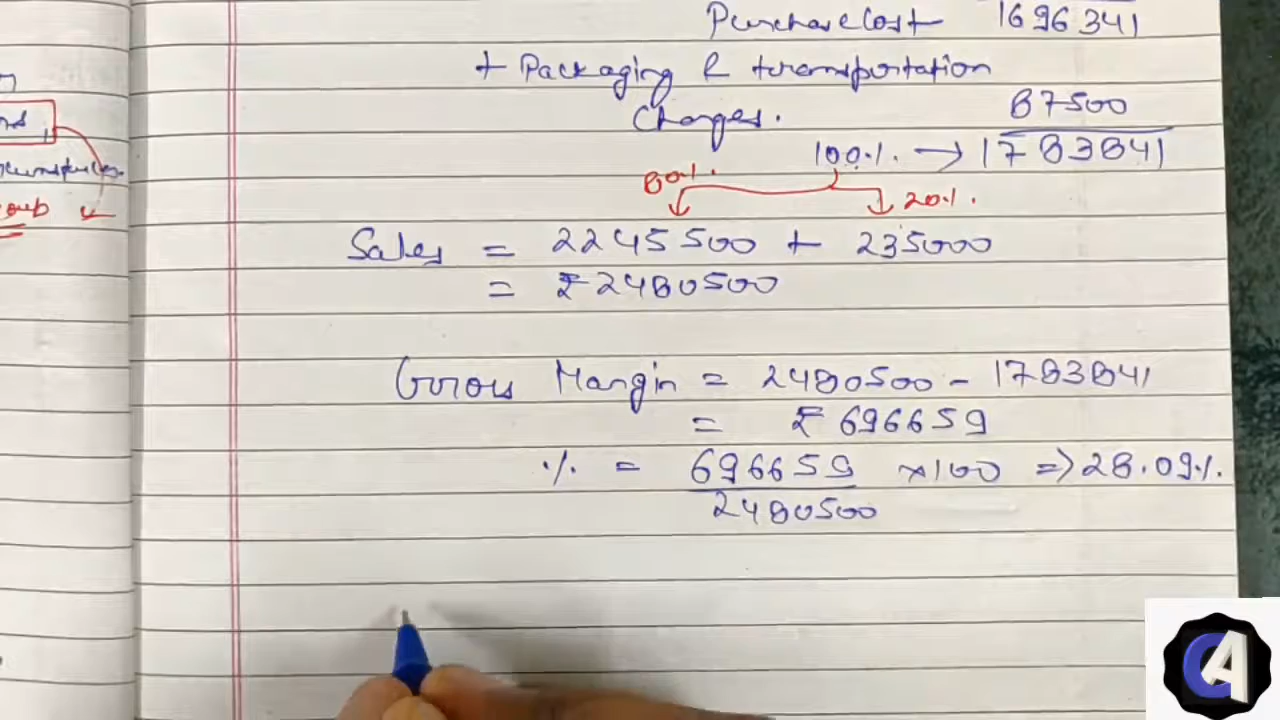 Purchase Cost 1696341
+ Packaging & transportation
Charges. 87500
100%. → 1783841
80%. 20%.
Sales = 2245500 + 235000
= ₹2480500
Gross Margin = 2480500 - 1783841
= ₹ 696659
% = 696659 ×100 => 28.09%.
2480500
CA